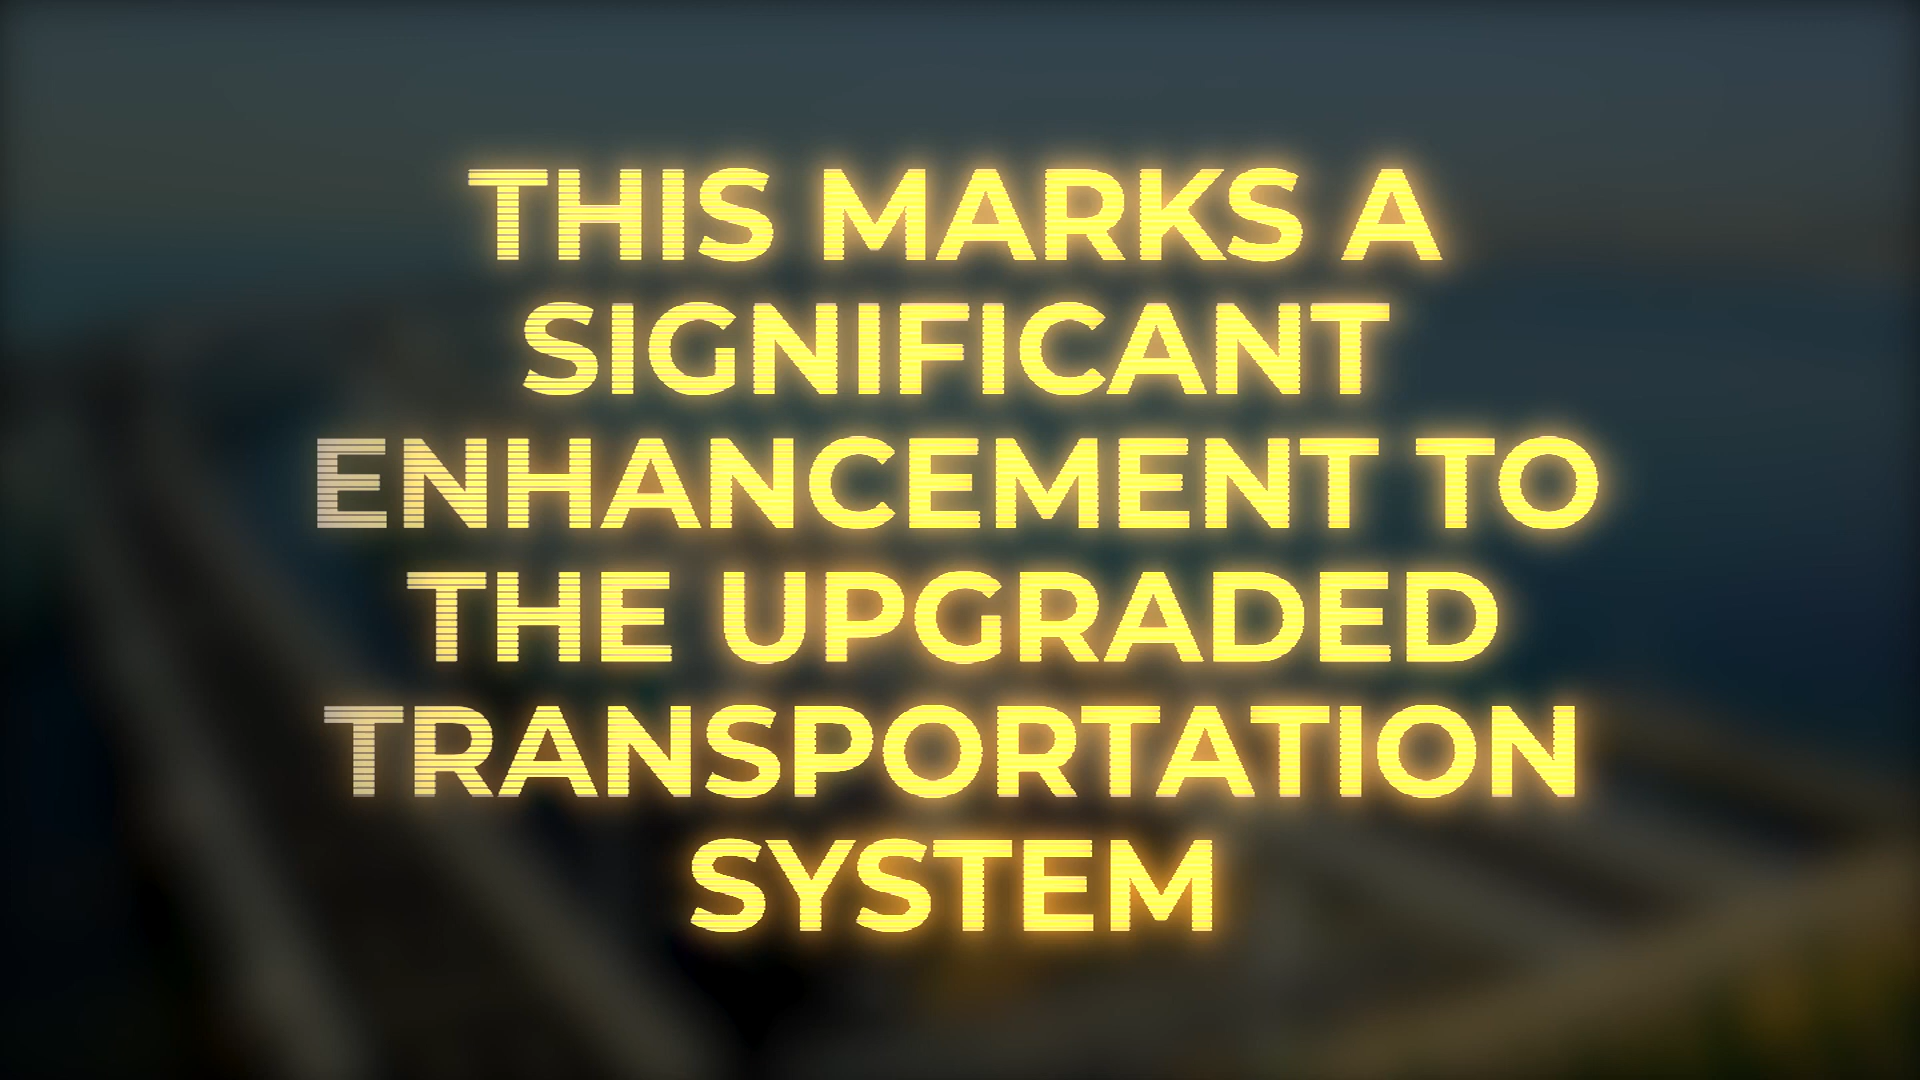 THIS MARKS A
SIGNIFICANT
ENHANCEMENT TO
THE UPGRADED
TRANSPORTATION
SYSTEM